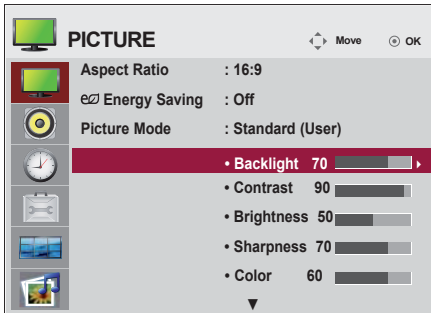 PICTURE Move OK
Aspect Ratio : 16:9
e Energy Saving : Off
Picture Mode : Standard (User)
• Backlight 70
• Contrast 90
• Brightness 50
• Sharpness 70
• Color 60
▼